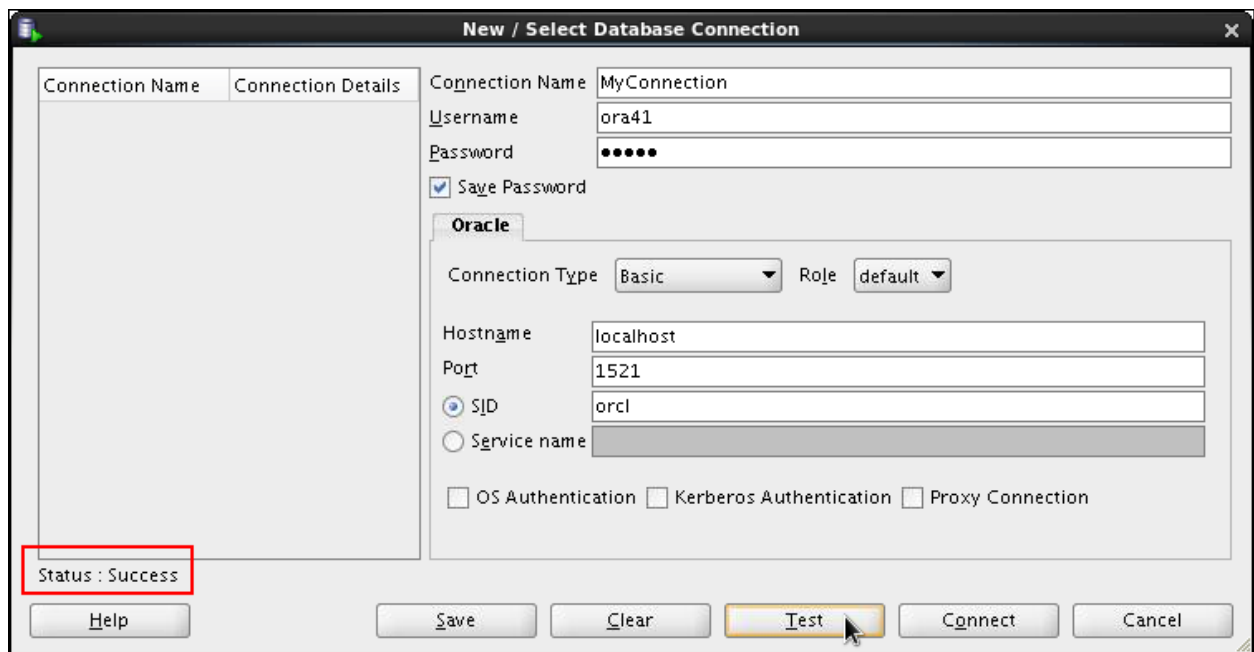 New / Select Database Connection
Connection Name Connection Details
Connection Name MyConnection
Username ora41
Password •••••
Save Password
Oracle
Connection Type Basic Role default
Hostname localhost
Port 1521
SID orcl
Service name
OS Authentication Kerberos Authentication Proxy Connection
Status : Success
Help Save Clear Test Connect Cancel